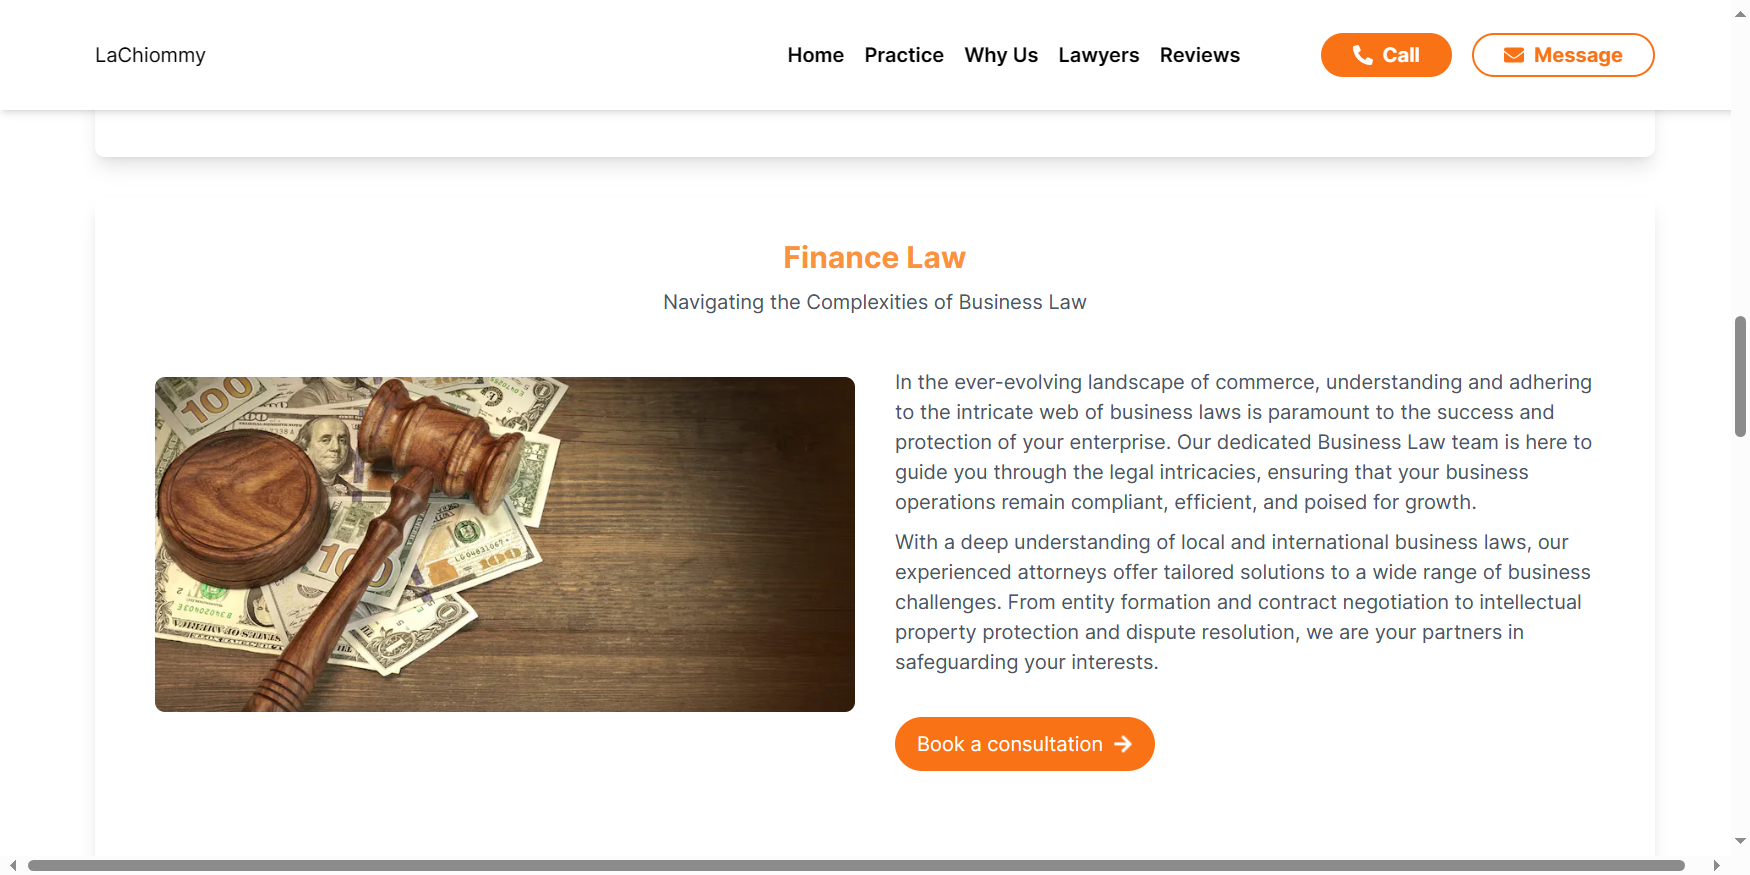 LaChiommy
Home Practice Why Us Lawyers Reviews
Call
Message
Finance Law
Navigating the Complexities of Business Law
100
In the ever-evolving landscape of commerce, understanding and adhering
to the intricate web of business laws is paramount to the success and
protection of your enterprise. Our dedicated Business Law team is here to
guide you through the legal intricacies, ensuring that your business
operations remain compliant, efficient, and poised for growth.
With a deep understanding of local and international business laws, our
experienced attorneys offer tailored solutions to a wide range of business
challenges. From entity formation and contract negotiation to intellectual
property protection and dispute resolution, we are your partners in
safeguarding your interests.
Book a consultation